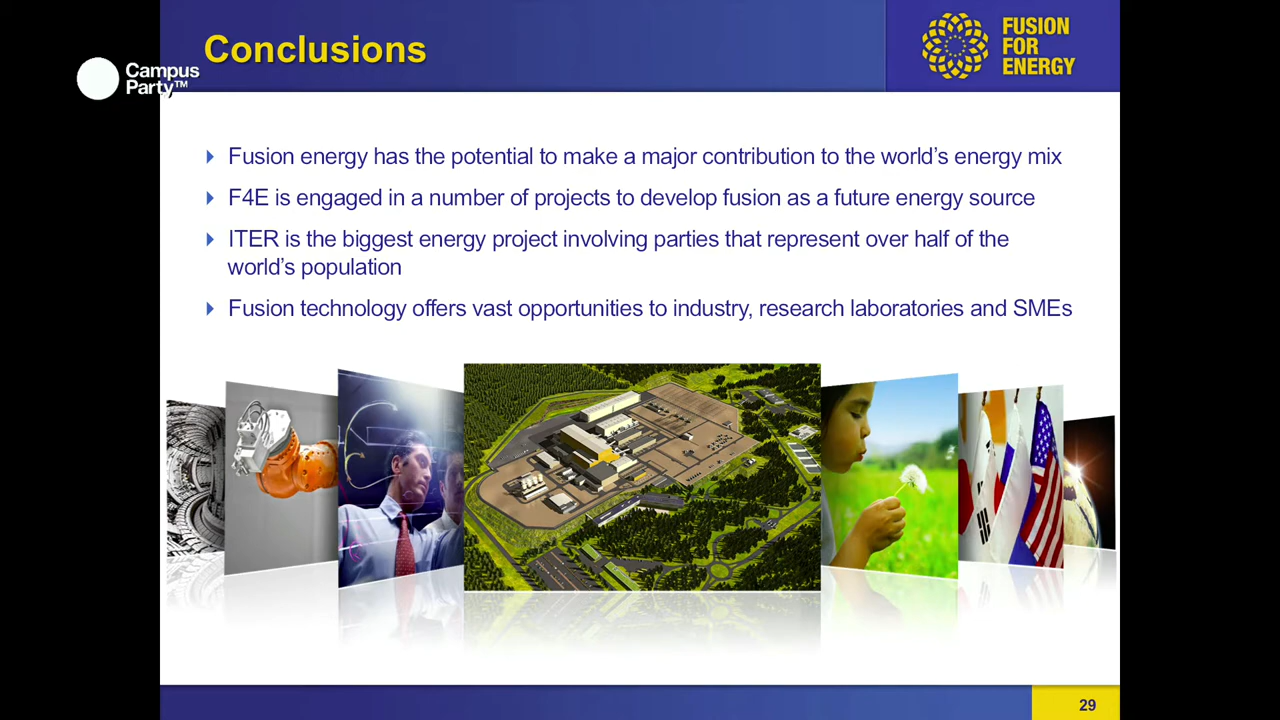 Conclusions
FUSION
FOR
ENERGY
Campus
Party™
Fusion energy has the potential to make a major contribution to the world’s energy mix
F4E is engaged in a number of projects to develop fusion as a future energy source
ITER is the biggest energy project involving parties that represent over half of the
world’s population
Fusion technology offers vast opportunities to industry, research laboratories and SMEs
29